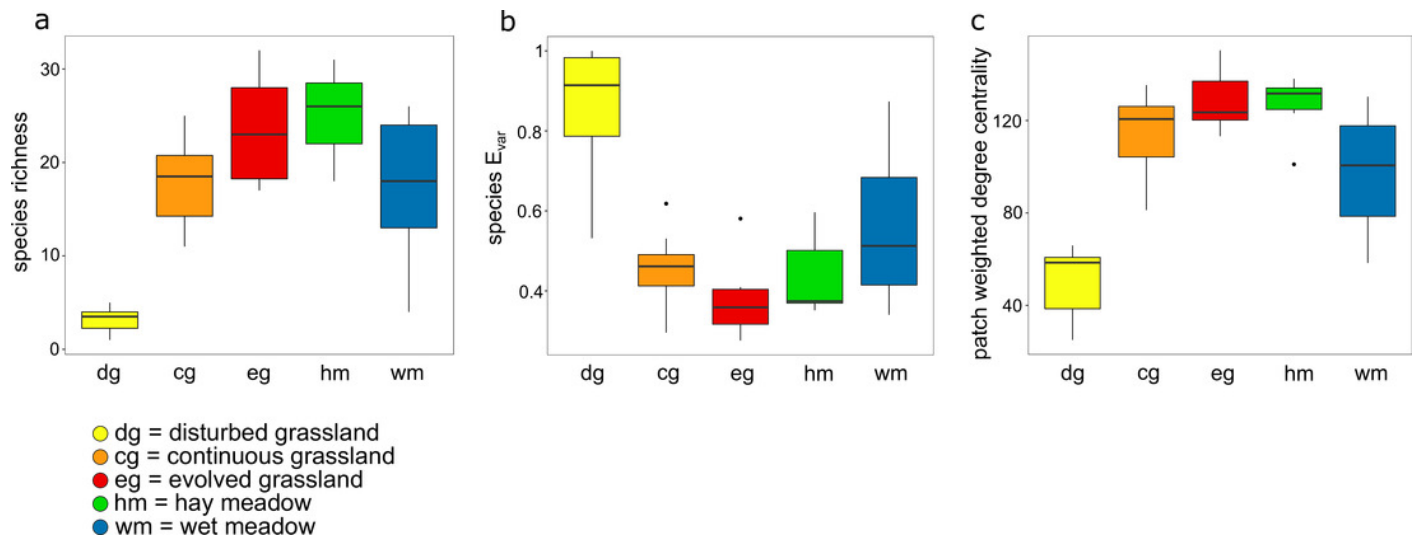 a
species richness
30
20
10
0
dg cg eg hm wm
b
species Evar
1
0.8
0.6
0.4
dg cg eg hm wm
c
patch weighted degree centrality
120
80
40
dg cg eg hm wm
dg = disturbed grassland
cg = continuous grassland
eg = evolved grassland
hm = hay meadow
wm = wet meadow